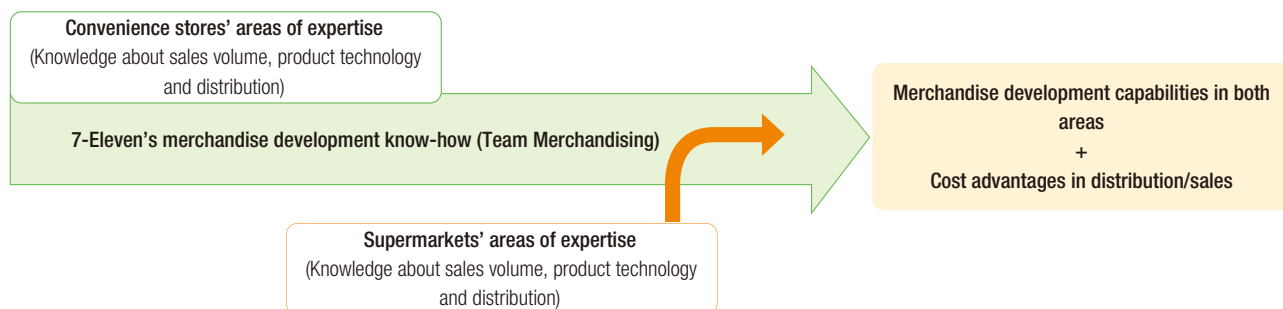 Convenience stores’ areas of expertise
(Knowledge about sales volume, product technology
and distribution)
7-Eleven’s merchandise development know-how (Team Merchandising)
Merchandise development capabilities in both
areas
+
Cost advantages in distribution/sales
Supermarkets’ areas of expertise
(Knowledge about sales volume, product technology
and distribution)